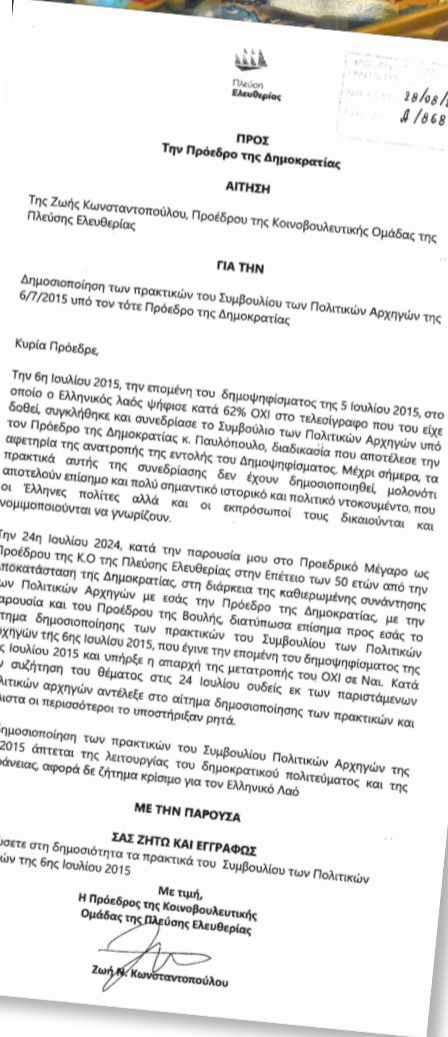 Πλεύση
Ελευθερίας
28/08/
Δ/868
ΠΡΟΣ
Την Πρόεδρο της Δημοκρατίας
ΑΙΤΗΣΗ
Της Ζωής Κωνσταντοπούλου, Προέδρου της Κοινοβουλευτικής Ομάδας της
Πλεύσης Ελευθερίας
ΓΙΑ ΤΗΝ
Δημοσιοποίηση των πρακτικών του Συμβουλίου των Πολιτικών Αρχηγών της
6/7/2015 υπό τον τότε Πρόεδρο της Δημοκρατίας
Κυρία Πρόεδρε,
Την 6η Ιουλίου 2015, την επομένη του δημοψηφίσματος της 5 Ιουλίου 2015, στο
οποίο ο Ελληνικός λαός ψήφισε κατά 62% ΟΧΙ στο τελεσίγραφο που του είχε
δοθεί, συγκλήθηκε και συνεδρίασε το Συμβούλιο των Πολιτικών Αρχηγών υπό
τον Πρόεδρο της Δημοκρατίας κ. Παυλόπουλο, διαδικασία που αποτέλεσε την
αφετηρία της ανατροπής της εντολής του Δημοψηφίσματος. Μέχρι σήμερα, τα
πρακτικά αυτής της συνεδρίασης δεν έχουν δημοσιοποιηθεί, μολονότι
αποτελούν επίσημο και πολύ σημαντικό ιστορικό και πολιτικό ντοκουμέντο, που
οι Έλληνες πολίτες αλλά και οι εκπρόσωποί τους δικαιούνται και
νομιμοποιούνται να γνωρίζουν.
Την 24η Ιουλίου 2024, κατά την παρουσία μου στο Προεδρικό Μέγαρο ως
Προέδρου της Κ.Ο της Πλεύσης Ελευθερίας στην Επέτειο των 50 ετών από την
ποκατάσταση της Δημοκρατίας, στη διάρκεια της καθιερωμένης συνάντησης
ων Πολιτικών Αρχηγών με εσάς την Πρόεδρο της Δημοκρατίας, με την
αρουσία και του Προέδρου της Βουλής, διατύπωσα επίσημα προς εσάς το
τημα δημοσιοποίησης των πρακτικών του Συμβουλίου των Πολιτικών
ρχηγών της 6ης Ιουλίου 2015, που έγινε την επομένη του δημοψηφίσματος της
ς Ιουλίου 2015 και υπήρξε η απαρχή της μετατροπής του ΟΧΙ σε Ναι. Κατά
ν συζήτηση του θέματος στις 24 Ιουλίου ουδείς εκ των παριστάμενων
λιτικών αρχηγών αντέλεξε στο αίτημα δημοσιοποίησης των πρακτικών και
λιστα οι περισσότεροι το υποστήριξαν ρητά.
δημοσιοποίηση των πρακτικών του Συμβουλίου Πολιτικών Αρχηγών της
2015 άπτεται της λειτουργίας του δημοκρατικού πολιτεύματος και της
φάνειας, αφορά δε ζήτημα κρίσιμο για τον Ελληνικό Λαό
ΜΕ ΤΗΝ ΠΑΡΟΥΣΑ
ΣΑΣ ΖΗΤΩ ΚΑΙ ΕΓΓΡΑΦΩΣ
ώσετε στη δημοσιότητα τα πρακτικά του Συμβουλίου των Πολιτικών
ών της 6ης Ιουλίου 2015
Με τιμή,
Η Πρόεδρος της Κοινοβουλευτικής
Ομάδας της Πλεύσης Ελευθερίας
Ζωή Ν. Κωνσταντοπούλου